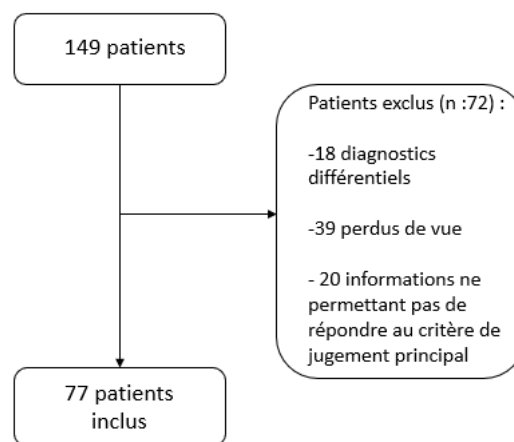 149 patients
Patients exclus (n :72) :
-18 diagnostics
différentiels
-39 perdus de vue
- 20 informations ne
permettant pas de
répondre au critère de
jugement principal
77 patients
inclus